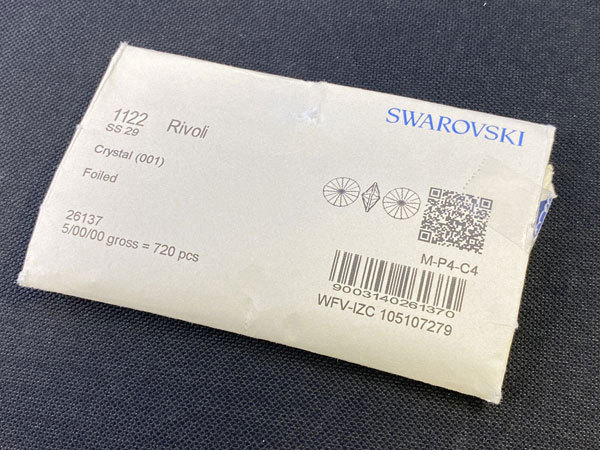 SWAROVSKI
1122 Rivoli
SS 29
Crystal (001)
Foiled
26137
5/00/00 gross = 720 pcs
M-P4-C4
9003140261370
WFV-IZC 105107279